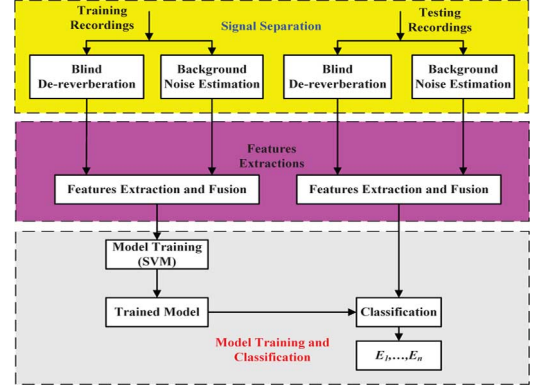 Training
Recordings
Signal Separation
Testing
Recordings
Blind
De-reverberation
Background
Noise Estimation
Blind
De-reverberation
Background
Noise Estimation
Features
Extractions
Features Extraction and Fusion
Features Extraction and Fusion
Model Training
(SVM)
Trained Model
Classification
Model Training and
Classification
E1,...,En